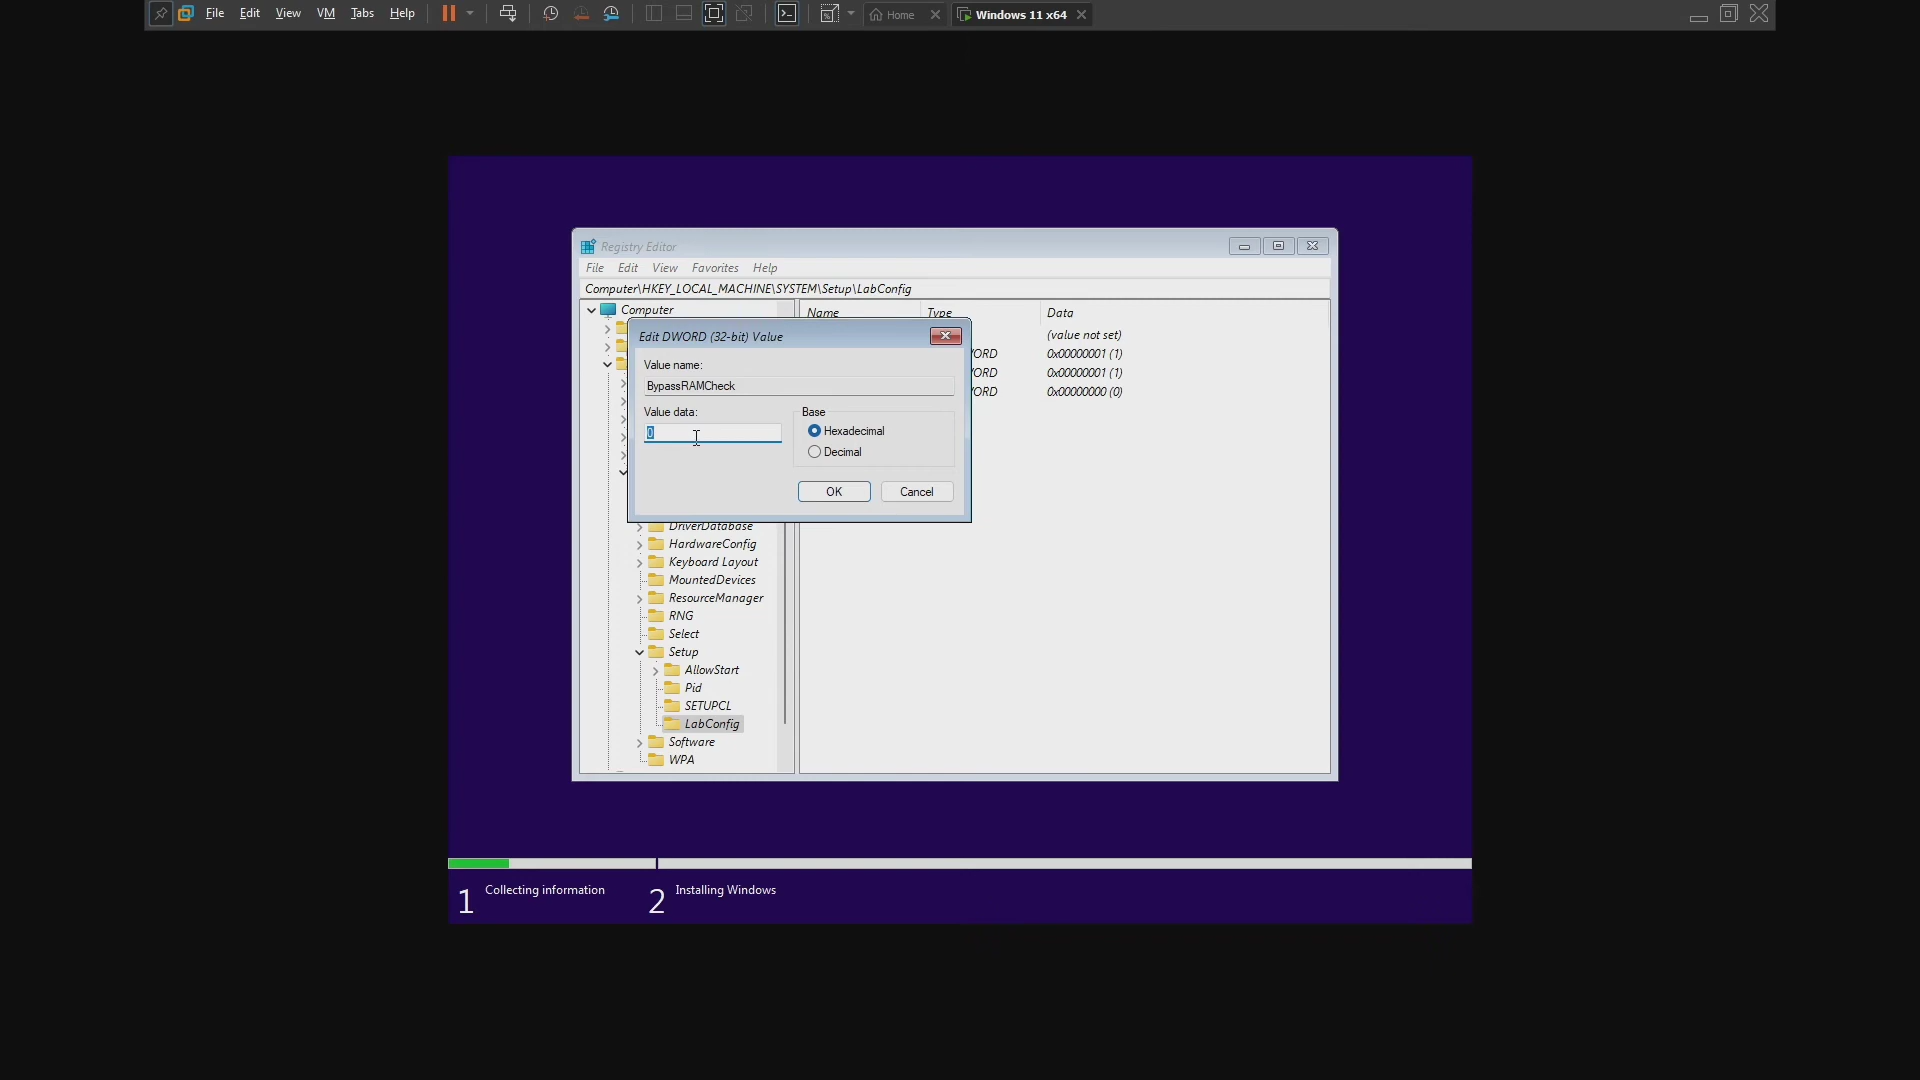 File Edit View VM Tabs Help Home Windows 11 x64
Registry Editor
File Edit View Favorites Help
Computer\HKEY_LOCAL_MACHINE\SYSTEM\Setup\LabConfig
Computer
Name Type Data
Edit DWORD (32-bit) Value
(value not set)
Value name:
BypassRAMCheck
Value data:
0
Base
Hexadecimal
Decimal
OK Cancel
0x00000001 (1)
0x00000001 (1)
0x00000000 (0)
DriverDatabase
HardwareConfig
Keyboard Layout
MountedDevices
ResourceManager
RNG
Select
Setup
AllowStart
Pid
SETUPCL
LabConfig
Software
WPA
1 Collecting information 2 Installing Windows